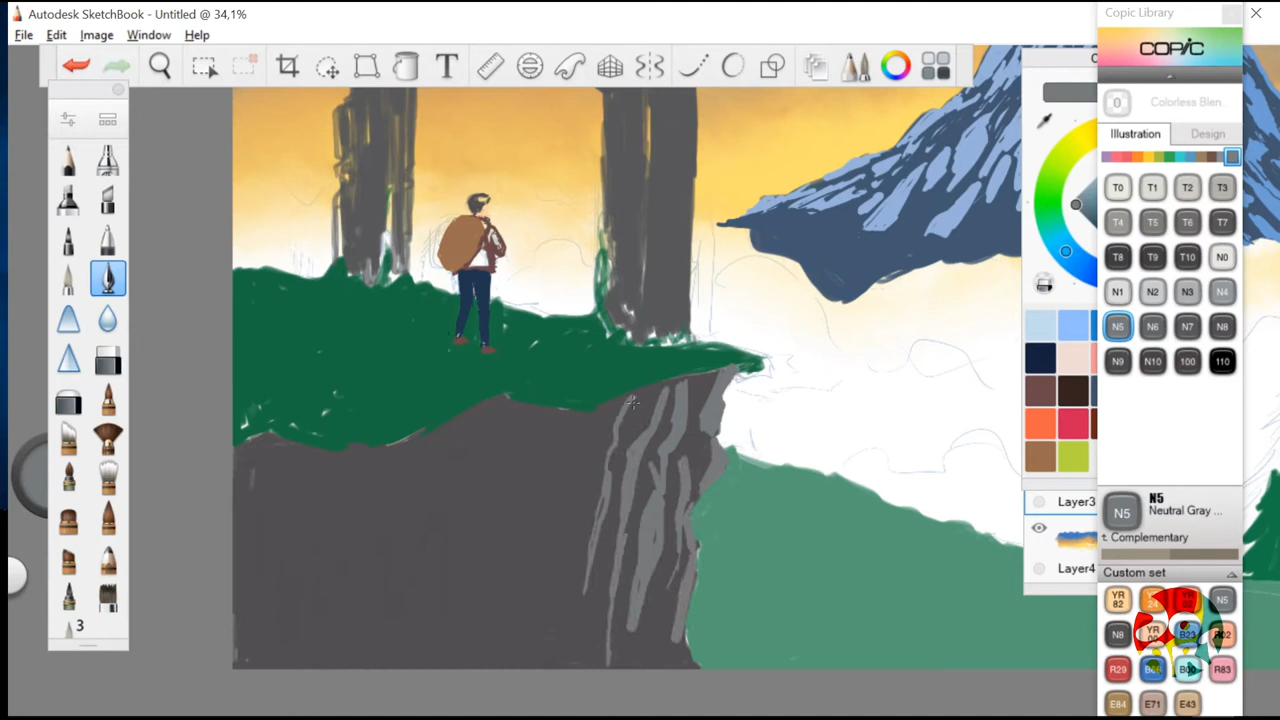 Autodesk SketchBook - Untitled @ 34,1%
File Edit Image Window Help
T
3
Layer3
Layer4
Copic Library
COPIC
0 Colorless Blen..
Illustration Design
T0 T1 T2 T3
T4 T5 T6 T7
T8 T9 T10 N0
N1 N2 N3 N4
N5 N6 N7 N8
N9 N10 100 110
N5 N5
Neutral Gray ...
t. Complementary
Custom set
YR 82 N5
N8 B23
R29 B00 R83
E84 E71 E43